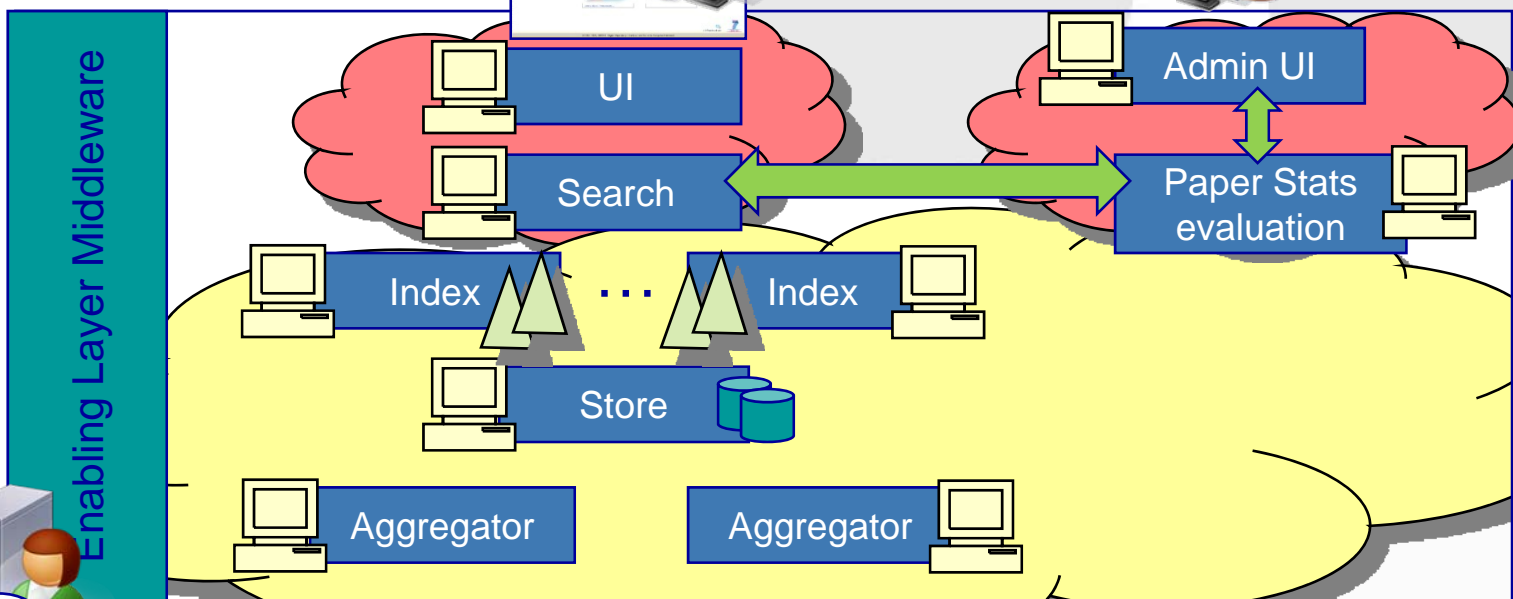 Enabling Layer Middleware
UI
Admin UI
Search
Paper Stats
evaluation
Index
...
Index
Store
Aggregator
Aggregator